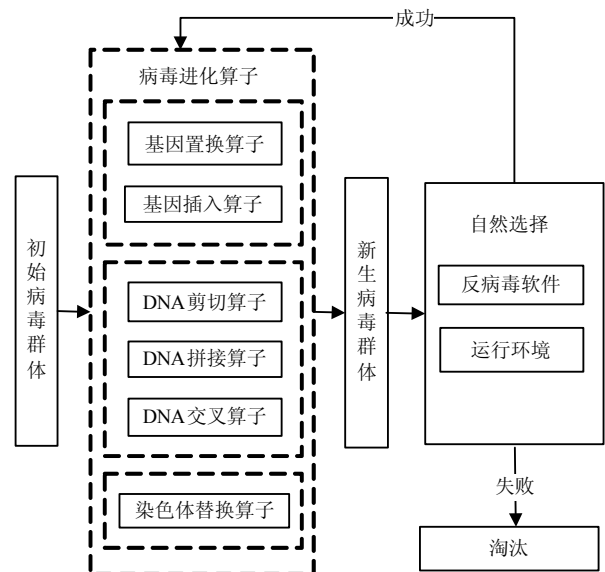 成功
病毒进化算子
基因置换算子
基因插入算子
初始病毒群体
DNA剪切算子
DNA拼接算子
DNA交叉算子
染色体替换算子
新生病毒群体
自然选择
反病毒软件
运行环境
失败
淘汰